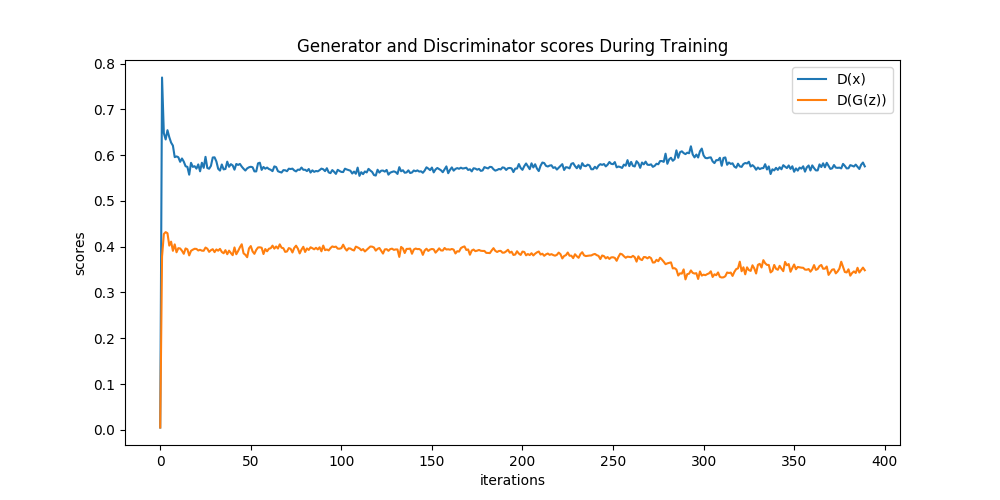 Generator and Discriminator scores During Training
D(x)
D(G(z))
scores
0.8
0.7
0.6
0.5
0.4
0.3
0.2
0.1
0.0
0 50 100 150 200 250 300 350 400
iterations